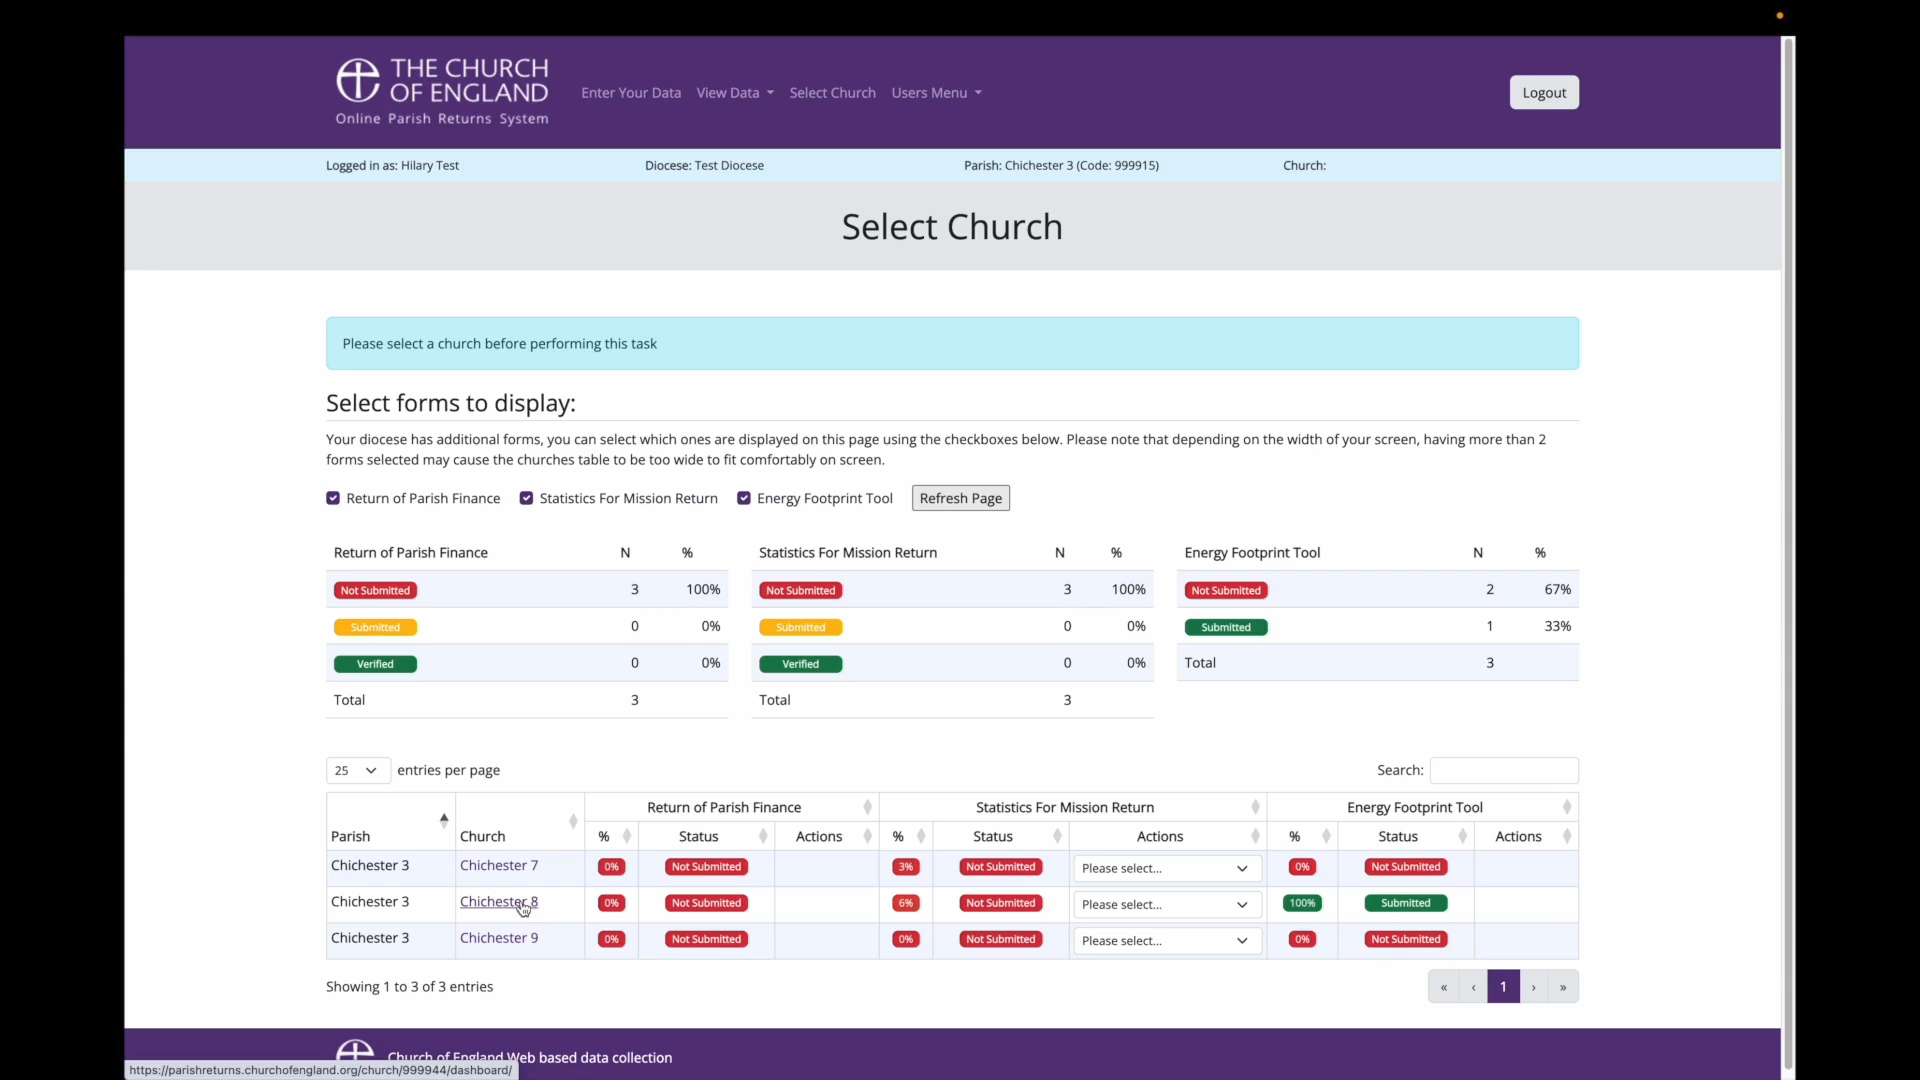 THE CHURCH
OF ENGLAND
Online Parish Returns System
Enter Your Data View Data Select Church Users Menu
Logout
Logged in as: Hilary Test Diocese: Test Diocese Parish: Chichester 3 (Code: 999915) Church:
Select Church
Please select a church before performing this task
Select forms to display:
Your diocese has additional forms, you can select which ones are displayed on this page using the checkboxes below. Please note that depending on the width of your screen, having more than 2
forms selected may cause the churches table to be too wide to fit comfortably on screen.
Return of Parish Finance Statistics For Mission Return Energy Footprint Tool Refresh Page
Return of Parish Finance N % Statistics For Mission Return N % Energy Footprint Tool N %
Not Submitted 3 100% Not Submitted 3 100% Not Submitted 2 67%
Submitted 0 0% Submitted 0 0% Submitted 1 33%
Verified 0 0% Verified 0 0% Total 3
Total 3 Total 3
25 entries per page Search:
Return of Parish Finance Statistics For Mission Return Energy Footprint Tool
Parish Church % Status Actions % Status Actions % Status Actions
Chichester 3 Chichester 7 0% Not Submitted 3% Not Submitted Please select... 0% Not Submitted
Chichester 3 Chichester 8 0% Not Submitted 6% Not Submitted Please select... 100% Submitted
Chichester 3 Chichester 9 0% Not Submitted 0% Not Submitted Please select... 0% Not Submitted
Showing 1 to 3 of 3 entries « ‹ 1 › »
Church of England Web based data collection
https://parishreturns.churchofengland.org/church/999944/dashboard/